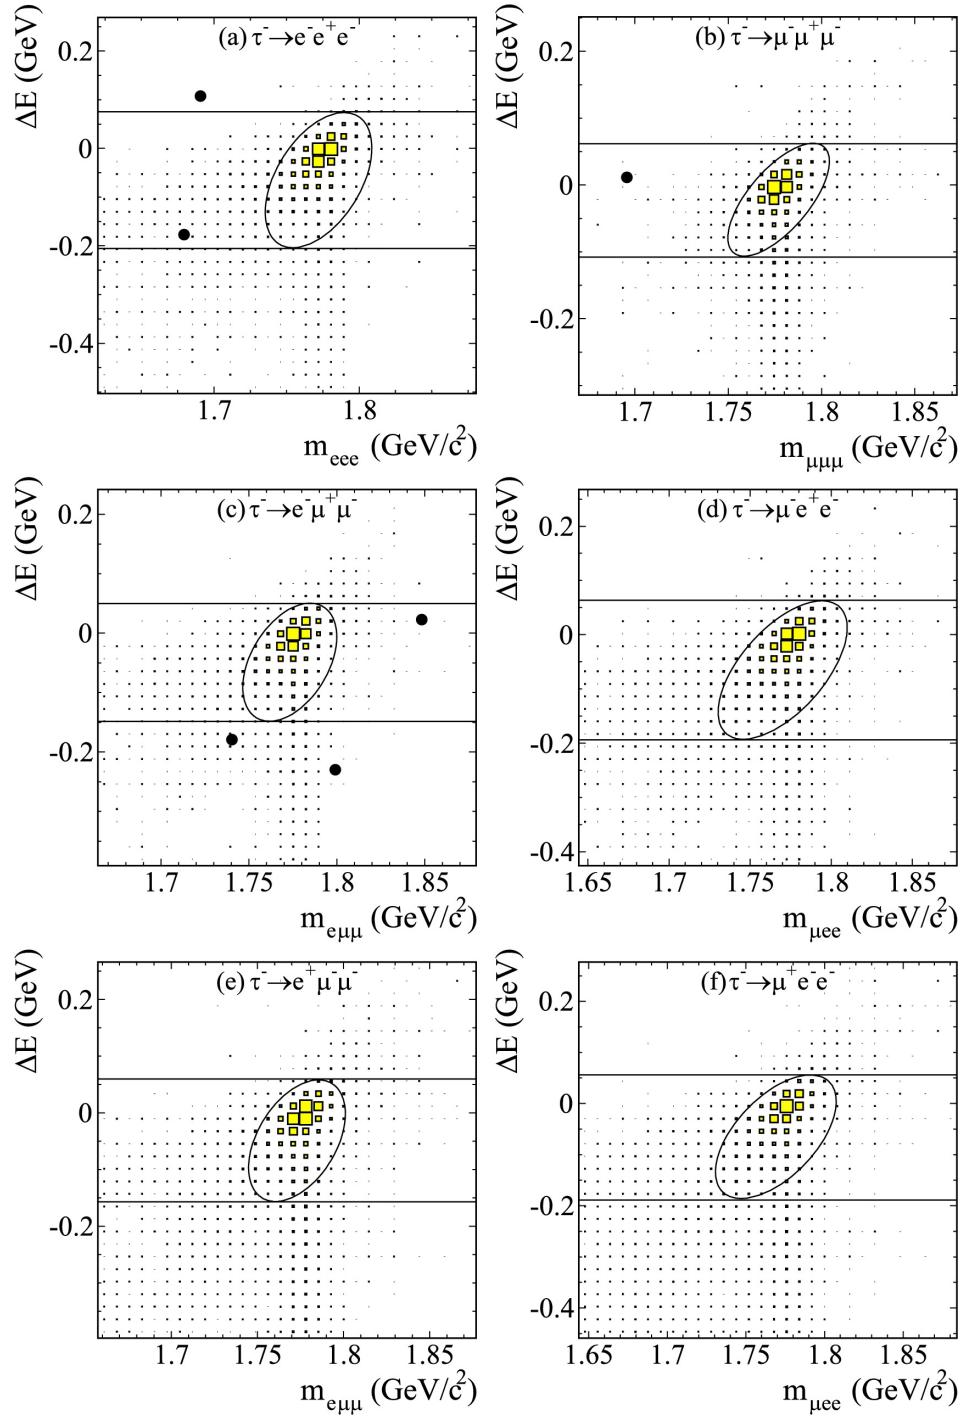 (a) τ⁻→e⁻e⁺e⁻
ΔE (GeV)
0.2
0
-0.2
-0.4
1.7 1.8
m_eee (GeV/c²)
(b) τ⁻→μ⁻μ⁺μ⁻
ΔE (GeV)
0.2
0
-0.2
1.7 1.75 1.8 1.85
m_μμμ (GeV/c²)
(c) τ⁻→e⁻μ⁺μ⁻
ΔE (GeV)
0.2
0
-0.2
1.7 1.75 1.8 1.85
m_eμμ (GeV/c²)
(d) τ⁻→μ⁻e⁺e⁻
ΔE (GeV)
0.2
0
-0.2
-0.4
1.65 1.7 1.75 1.8 1.85
m_μee (GeV/c²)
(e) τ⁻→e⁺μ⁻μ⁻
ΔE (GeV)
0.2
0
-0.2
1.7 1.75 1.8 1.85
m_eμμ (GeV/c²)
(f) τ⁻→μ⁺e⁻e⁻
ΔE (GeV)
0.2
0
-0.2
-0.4
1.65 1.7 1.75 1.8 1.85
m_μee (GeV/c²)